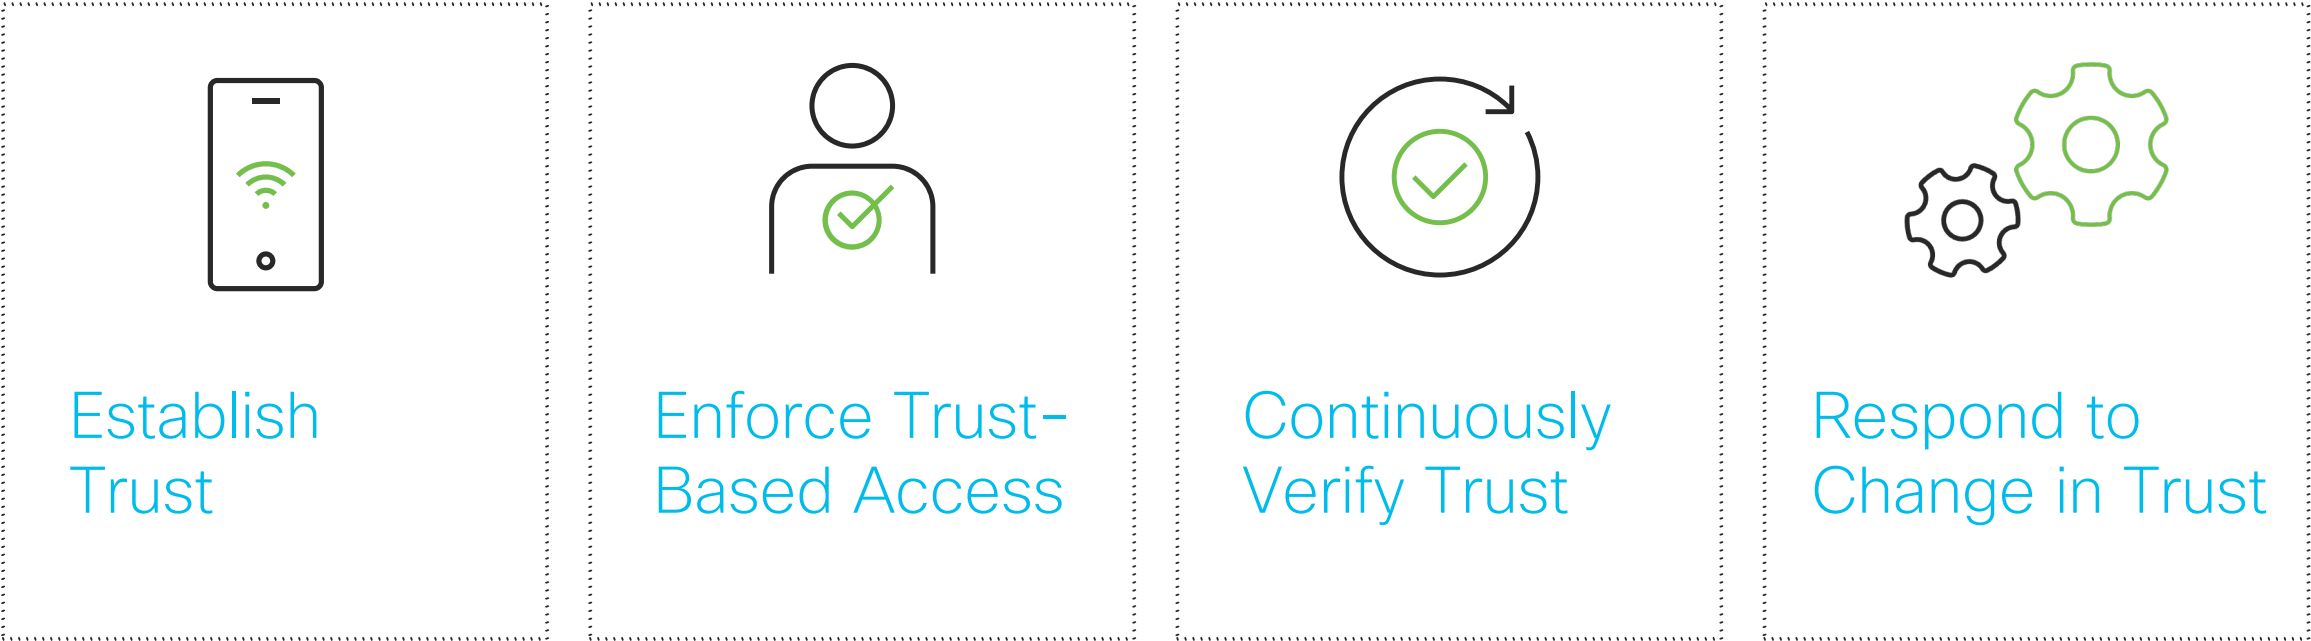 Establish
Trust
Enforce Trust-
Based Access
Continuously
Verify Trust
Respond to
Change in Trust